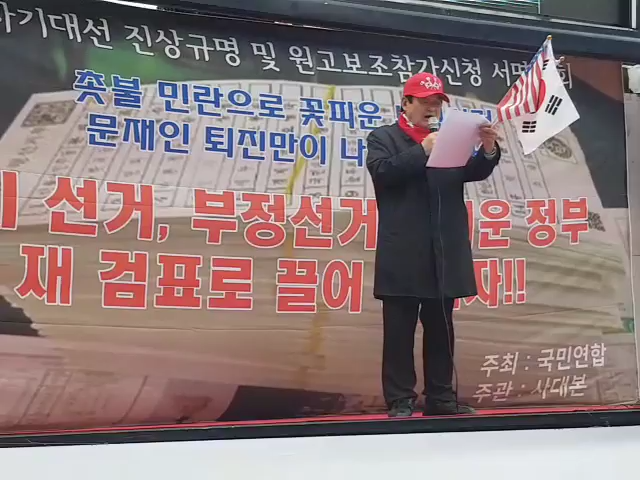 사기대선 진상규명 및 원고보조참가신청 서명
촛불 민란으로 꽃피운
문재인 퇴진만이
선거, 부정선거 정부
재 검표로 끌어
주최 : 국민연합
주관 : 사대본